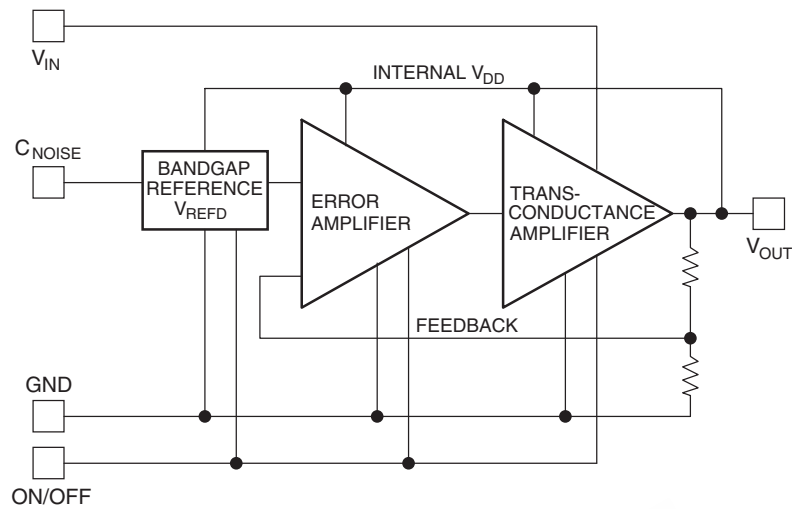 V_IN
INTERNAL V_DD
C_NOISE
BANDGAP
REFERENCE
V_REFD
ERROR
AMPLIFIER
TRANS-
CONDUCTANCE
AMPLIFIER
V_OUT
FEEDBACK
GND
ON/OFF